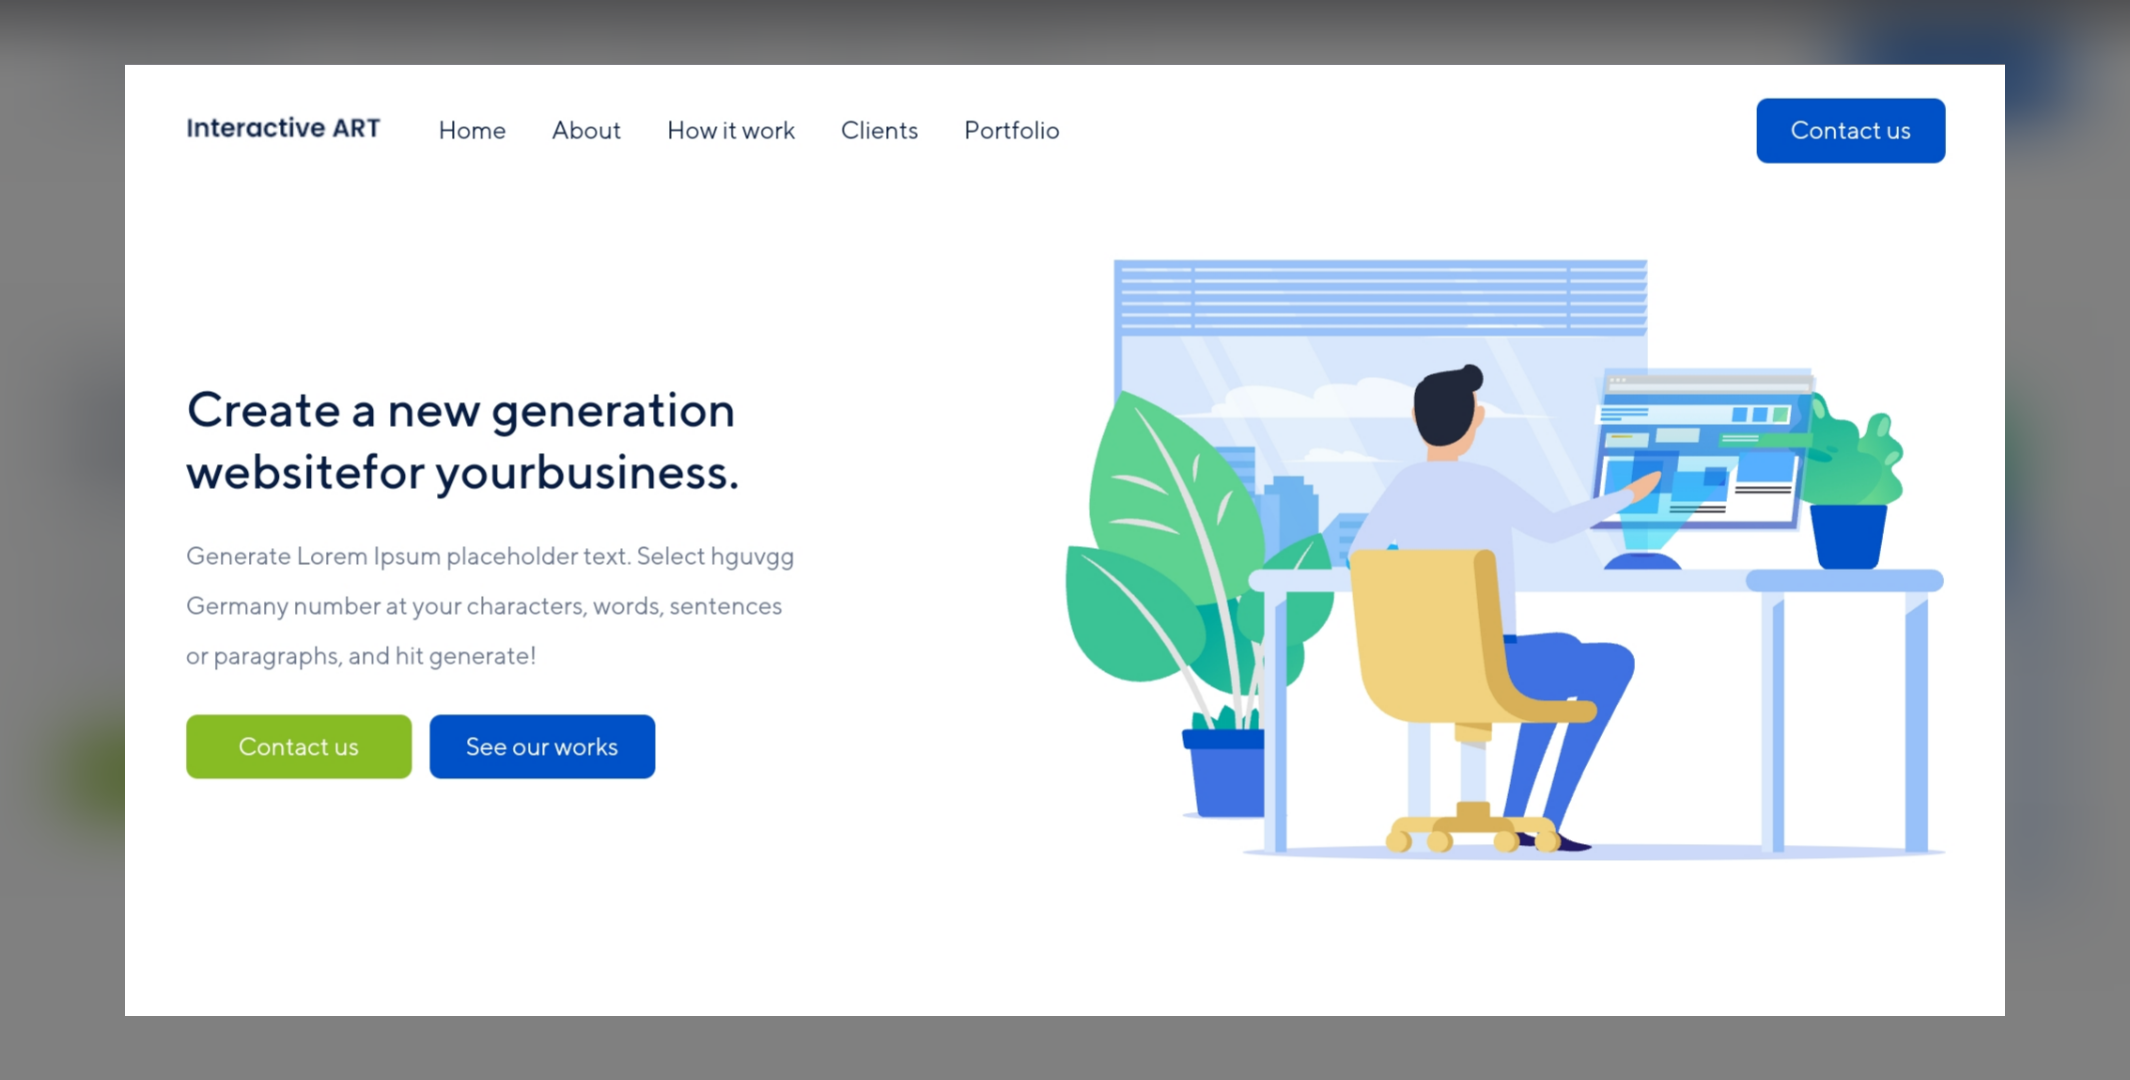 Interactive ART
Home
About
How it work
Clients
Portfolio
Contact us
Create a new generation
websitefor yourbusiness.
Generate Lorem Ipsum placeholder text. Select hguvgg
Germany number at your characters, words, sentences
or paragraphs, and hit generate!
Contact us
See our works